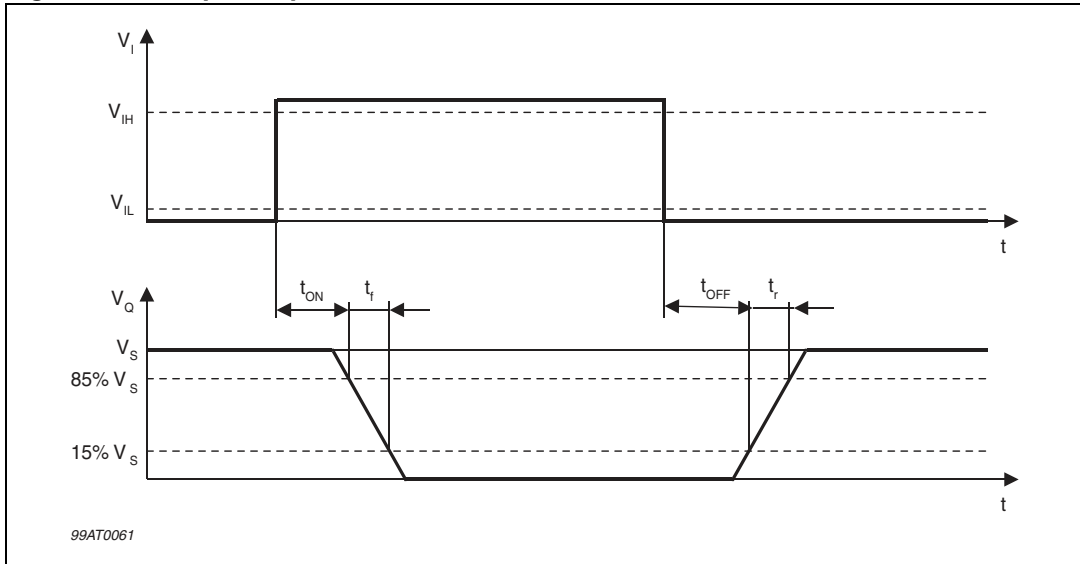 V_I
V_IH
V_IL
t
t_ON
t_f
t_OFF
t_r
V_Q
V_S
85% V_S
15% V_S
t
99AT0061